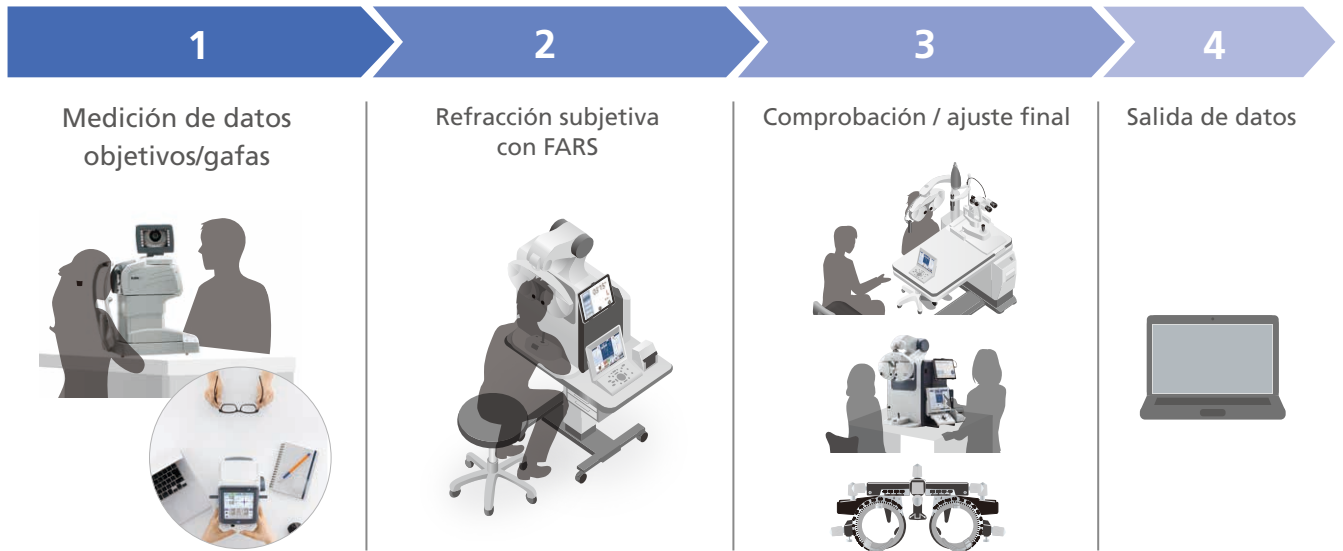 1
2
3
4
Medición de datos
objetivos/gafas
Refracción subjetiva
con FARS
Comprobación / ajuste final
Salida de datos